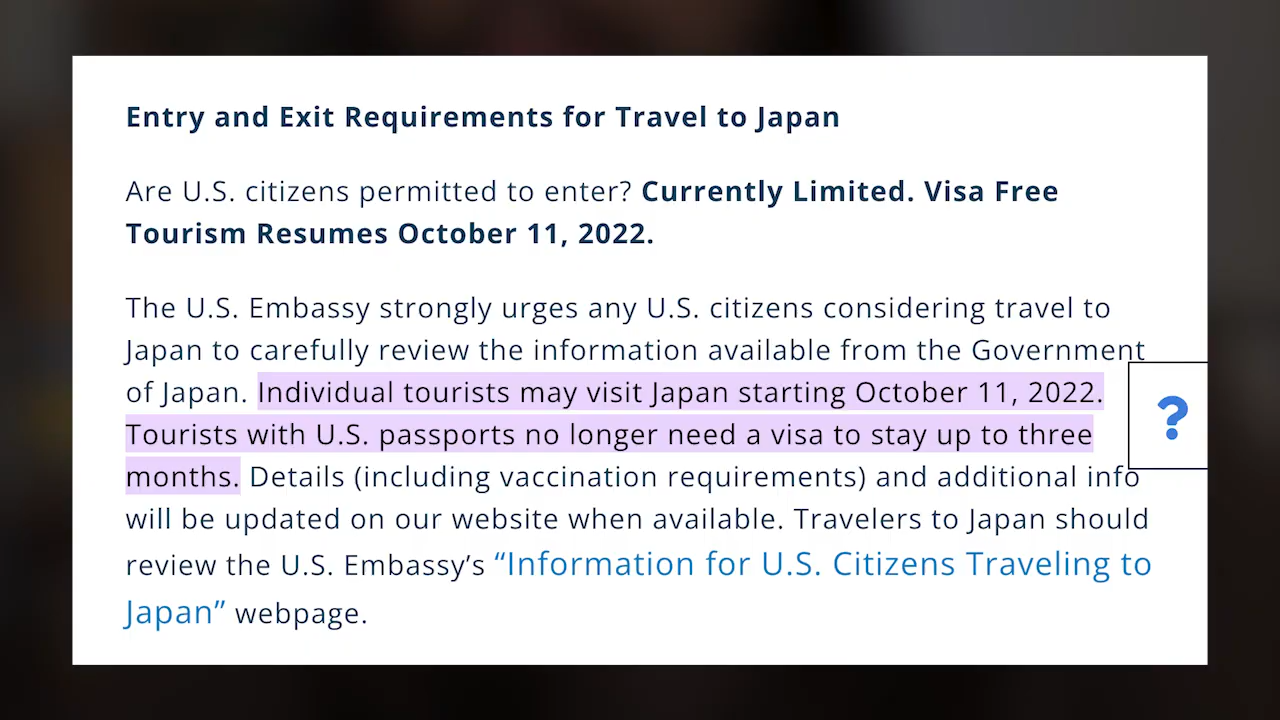 Entry and Exit Requirements for Travel to Japan
Are U.S. citizens permitted to enter? Currently Limited. Visa Free
Tourism Resumes October 11, 2022.
The U.S. Embassy strongly urges any U.S. citizens considering travel to
Japan to carefully review the information available from the Government
of Japan. Individual tourists may visit Japan starting October 11, 2022.
Tourists with U.S. passports no longer need a visa to stay up to three
months. Details (including vaccination requirements) and additional info
will be updated on our website when available. Travelers to Japan should
review the U.S. Embassy’s “Information for U.S. Citizens Traveling to
Japan” webpage.
?